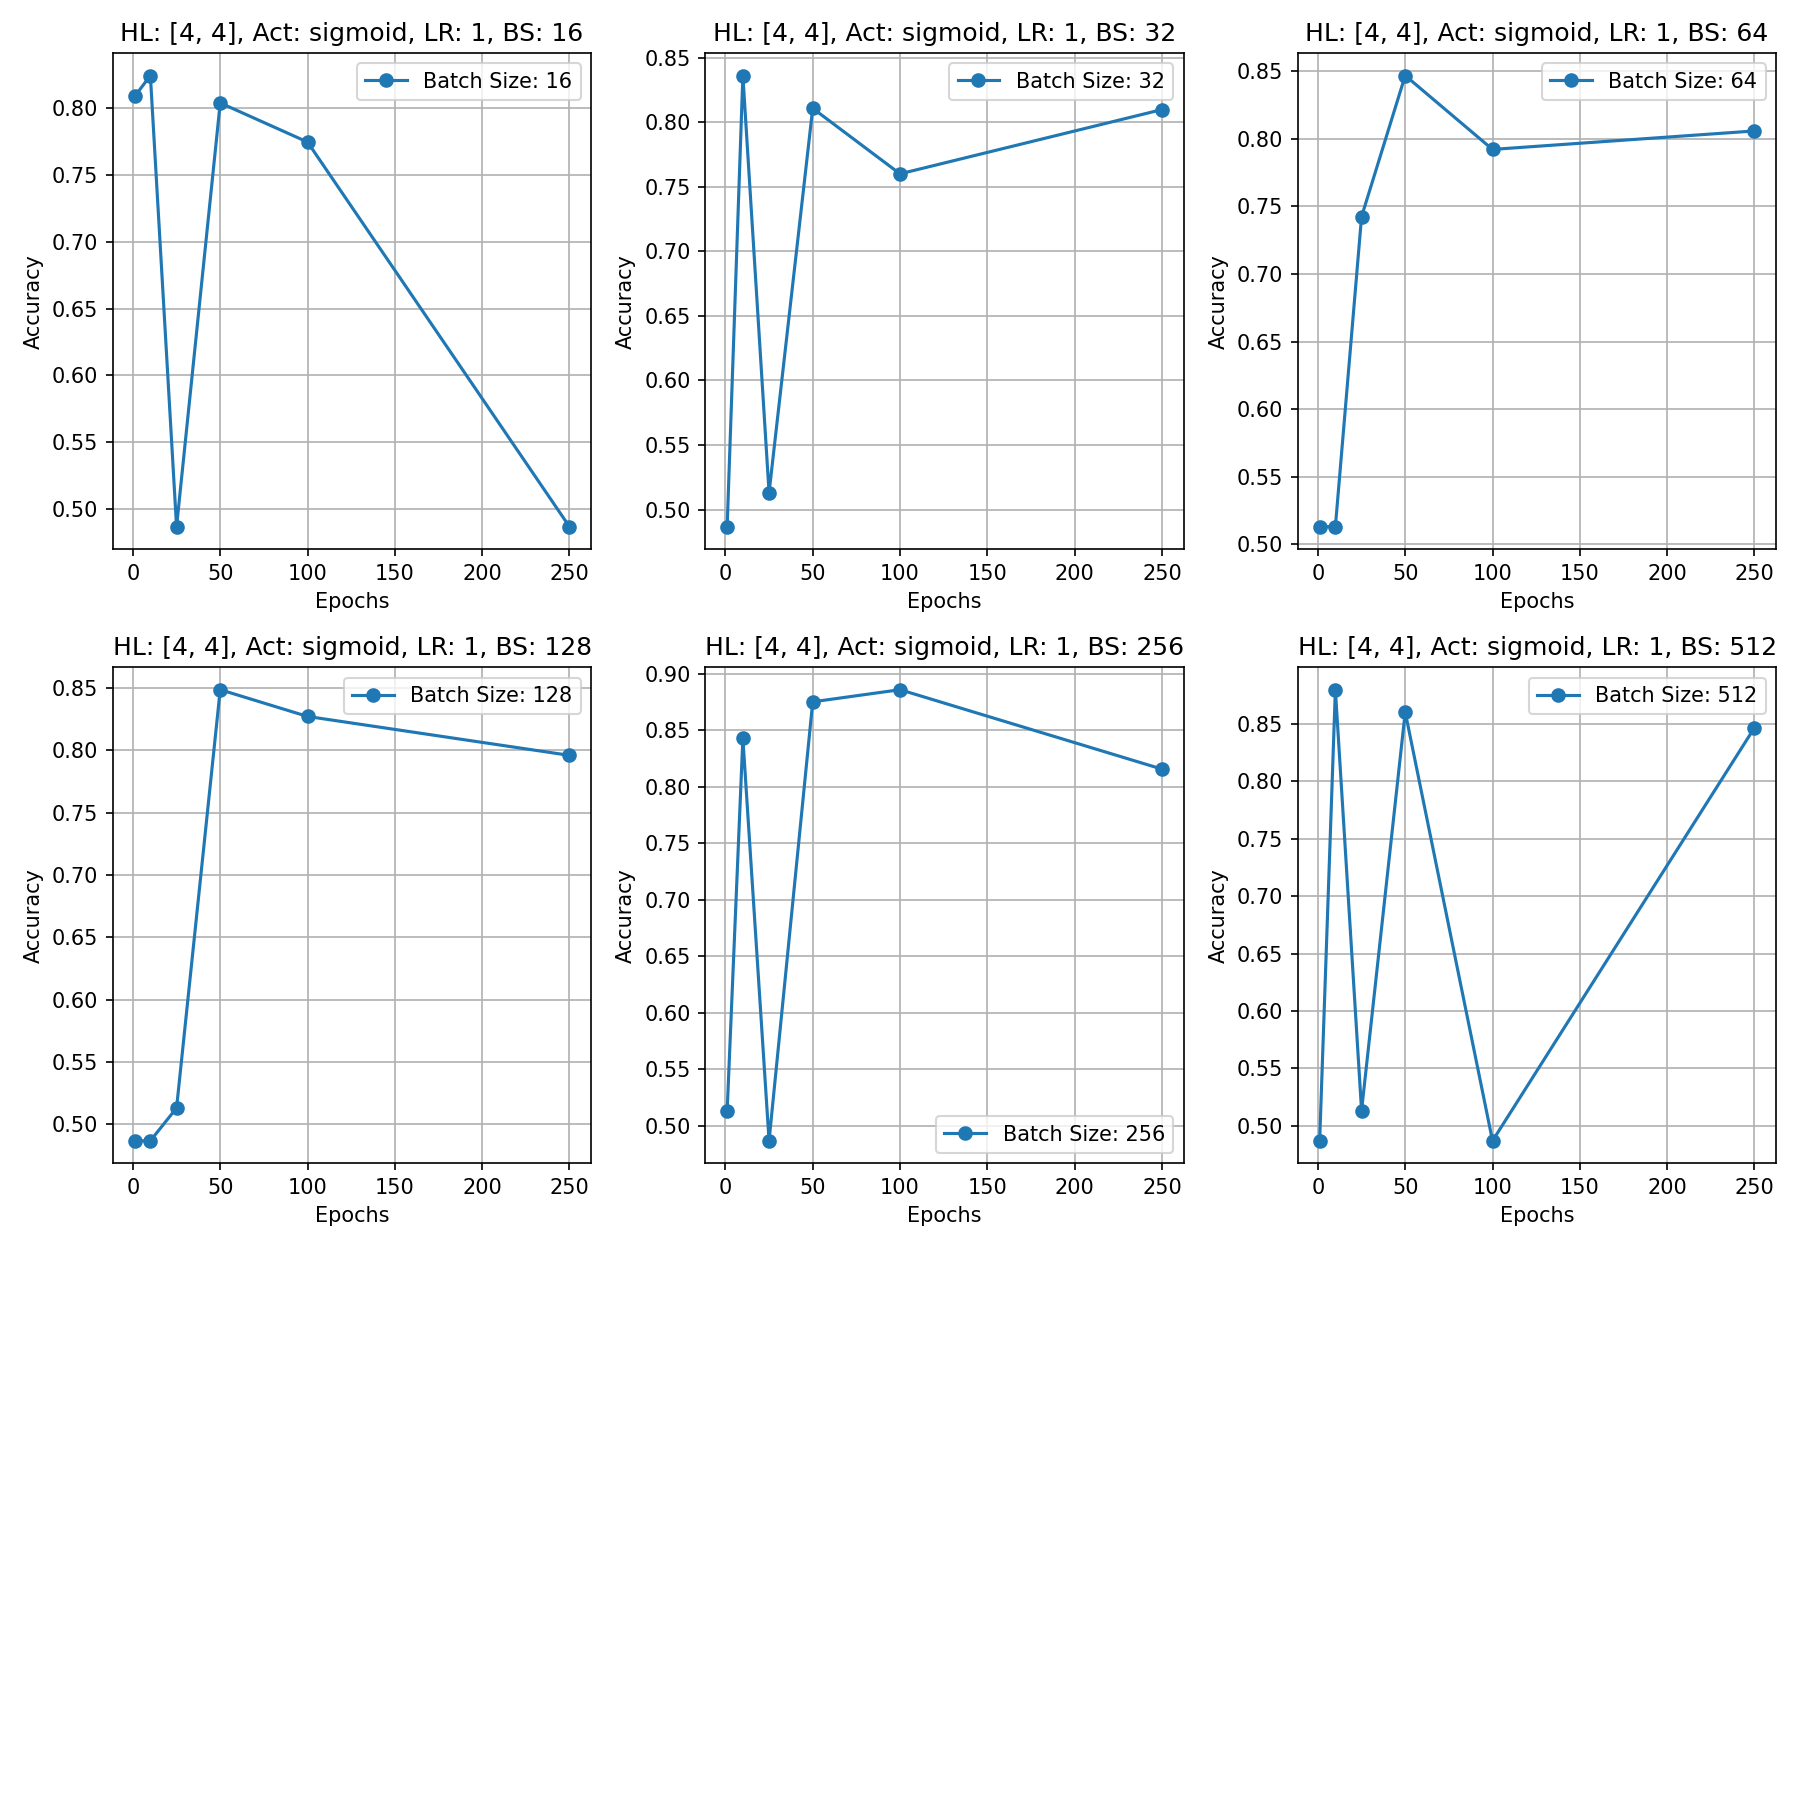 HL: [4, 4], Act: sigmoid, LR: 1, BS: 16
Batch Size: 16
Accuracy
0.80
0.75
0.70
0.65
0.60
0.55
0.50
0 50 100 150 200 250
Epochs
HL: [4, 4], Act: sigmoid, LR: 1, BS: 32
Batch Size: 32
Accuracy
0.85
0.80
0.75
0.70
0.65
0.60
0.55
0.50
0 50 100 150 200 250
Epochs
HL: [4, 4], Act: sigmoid, LR: 1, BS: 64
Batch Size: 64
Accuracy
0.85
0.80
0.75
0.70
0.65
0.60
0.55
0.50
0 50 100 150 200 250
Epochs
HL: [4, 4], Act: sigmoid, LR: 1, BS: 128
Batch Size: 128
Accuracy
0.85
0.80
0.75
0.70
0.65
0.60
0.55
0.50
0 50 100 150 200 250
Epochs
HL: [4, 4], Act: sigmoid, LR: 1, BS: 256
Accuracy
0.90
0.85
0.80
0.75
0.70
0.65
0.60
0.55
0.50
Batch Size: 256
0 50 100 150 200 250
Epochs
HL: [4, 4], Act: sigmoid, LR: 1, BS: 512
Batch Size: 512
Accuracy
0.85
0.80
0.75
0.70
0.65
0.60
0.55
0.50
0 50 100 150 200 250
Epochs